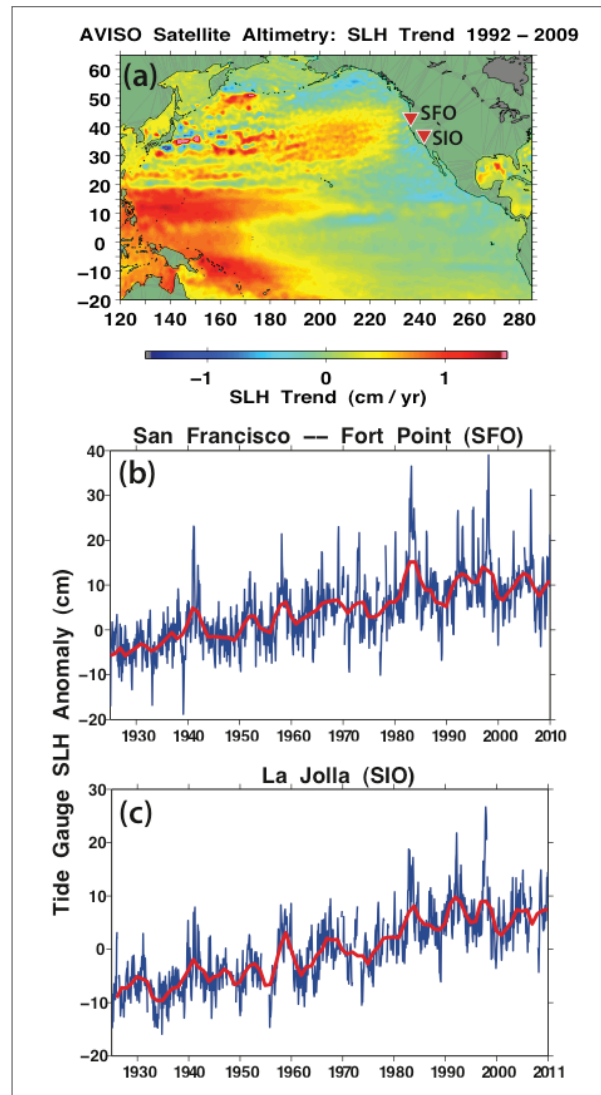 AVISO Satellite Altimetry: SLH Trend 1992 – 2009
(a)
60
50
40
30
20
10
0
−10
−20
SFO
SIO
120 140 160 180 200 220 240 260 280
−1 0 1
SLH Trend (cm / yr)
San Francisco –– Fort Point (SFO)
(b)
40
30
20
10
0
−10
−20
1930 1940 1950 1960 1970 1980 1990 2000 2010
Tide Gauge SLH Anomaly (cm)
La Jolla (SIO)
(c)
30
20
10
0
−10
−20
1930 1940 1950 1960 1970 1980 1990 2000 2011